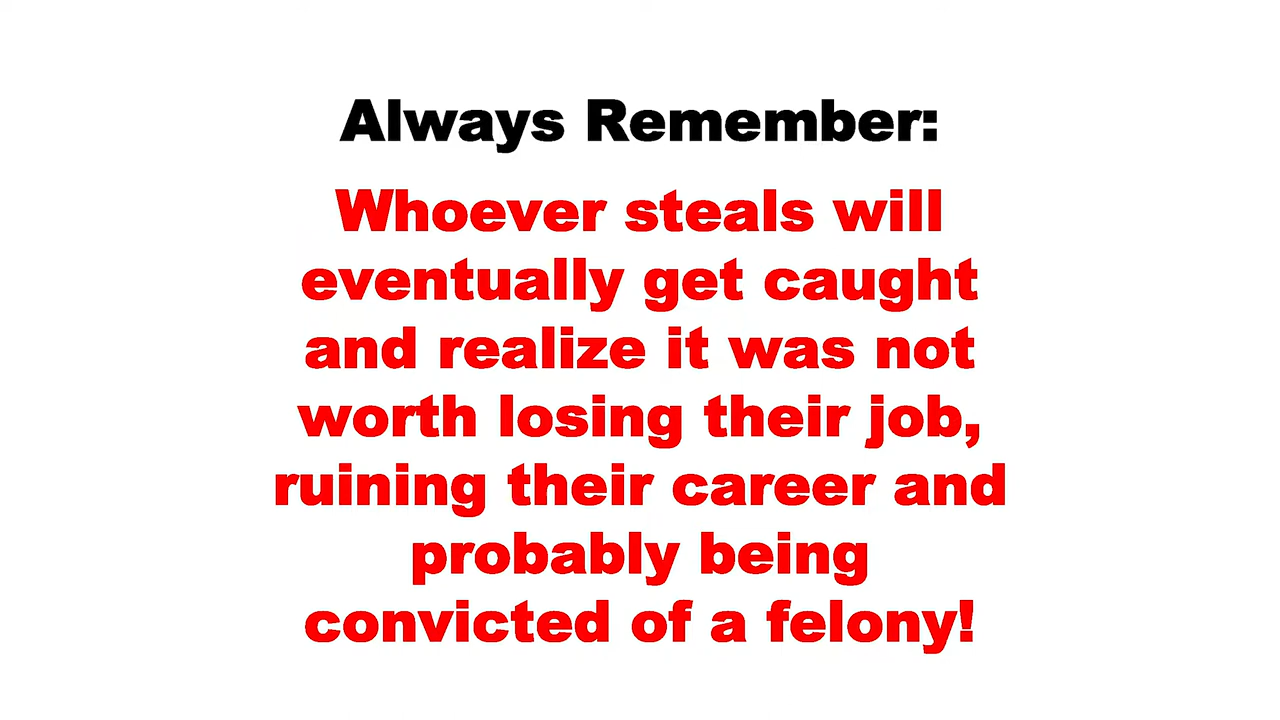 Always Remember:
Whoever steals will
eventually get caught
and realize it was not
worth losing their job,
ruining their career and
probably being
convicted of a felony!